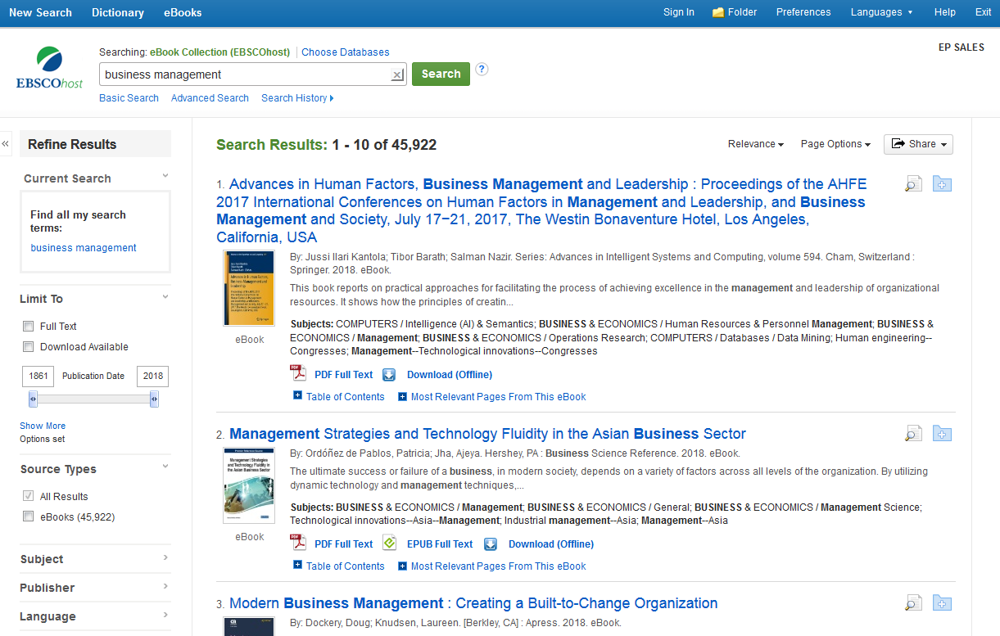 New Search Dictionary eBooks Sign In Folder Preferences Languages Help Exit
EP SALES
EBSCOhost
Searching: eBook Collection (EBSCOhost) Choose Databases
business management Search ?
Basic Search Advanced Search Search History
Refine Results
Current Search
Find all my search
terms:
business management
Limit To
Full Text
Download Available
1861 Publication Date 2018
Show More
Options set
Source Types
All Results
eBooks (45,922)
Subject
Publisher
Language
Search Results: 1 - 10 of 45,922
Relevance Page Options Share
1. Advances in Human Factors, Business Management and Leadership : Proceedings of the AHFE
2017 International Conferences on Human Factors in Management and Leadership, and Business
Management and Society, July 17−21, 2017, The Westin Bonaventure Hotel, Los Angeles,
California, USA
By: Jussi Ilari Kantola; Tibor Barath; Salman Nazir. Series: Advances in Intelligent Systems and Computing, volume 594. Cham, Switzerland :
Springer. 2018. eBook.
This book reports on practical approaches for facilitating the process of achieving excellence in the management and leadership of organizational
resources. It shows how the principles of creatin...
eBook
Subjects: COMPUTERS / Intelligence (AI) & Semantics; BUSINESS & ECONOMICS / Human Resources & Personnel Management; BUSINESS &
ECONOMICS / Management; BUSINESS & ECONOMICS / Operations Research; COMPUTERS / Databases / Data Mining; Human engineering--
Congresses; Management--Technological innovations--Congresses
PDF Full Text Download (Offline)
Table of Contents Most Relevant Pages From This eBook
2. Management Strategies and Technology Fluidity in the Asian Business Sector
Management Strategies
and Technology Fluidity in
the Asian Business Sector
By: Ordóñez de Pablos, Patricia; Jha, Ajeya. Hershey, PA : Business Science Reference. 2018. eBook.
The ultimate success or failure of a business, in modern society, depends on a variety of factors across all levels of the organization. By utilizing
dynamic technology and management techniques,...
eBook
Subjects: BUSINESS & ECONOMICS / Management; BUSINESS & ECONOMICS / General; BUSINESS & ECONOMICS / Management Science;
Technological innovations--Asia--Management; Industrial management--Asia; Management--Asia
PDF Full Text EPUB Full Text Download (Offline)
Table of Contents Most Relevant Pages From This eBook
3. Modern Business Management : Creating a Built-to-Change Organization
By: Dockery, Doug; Knudsen, Laureen. [Berkley, CA] : Apress. 2018. eBook.